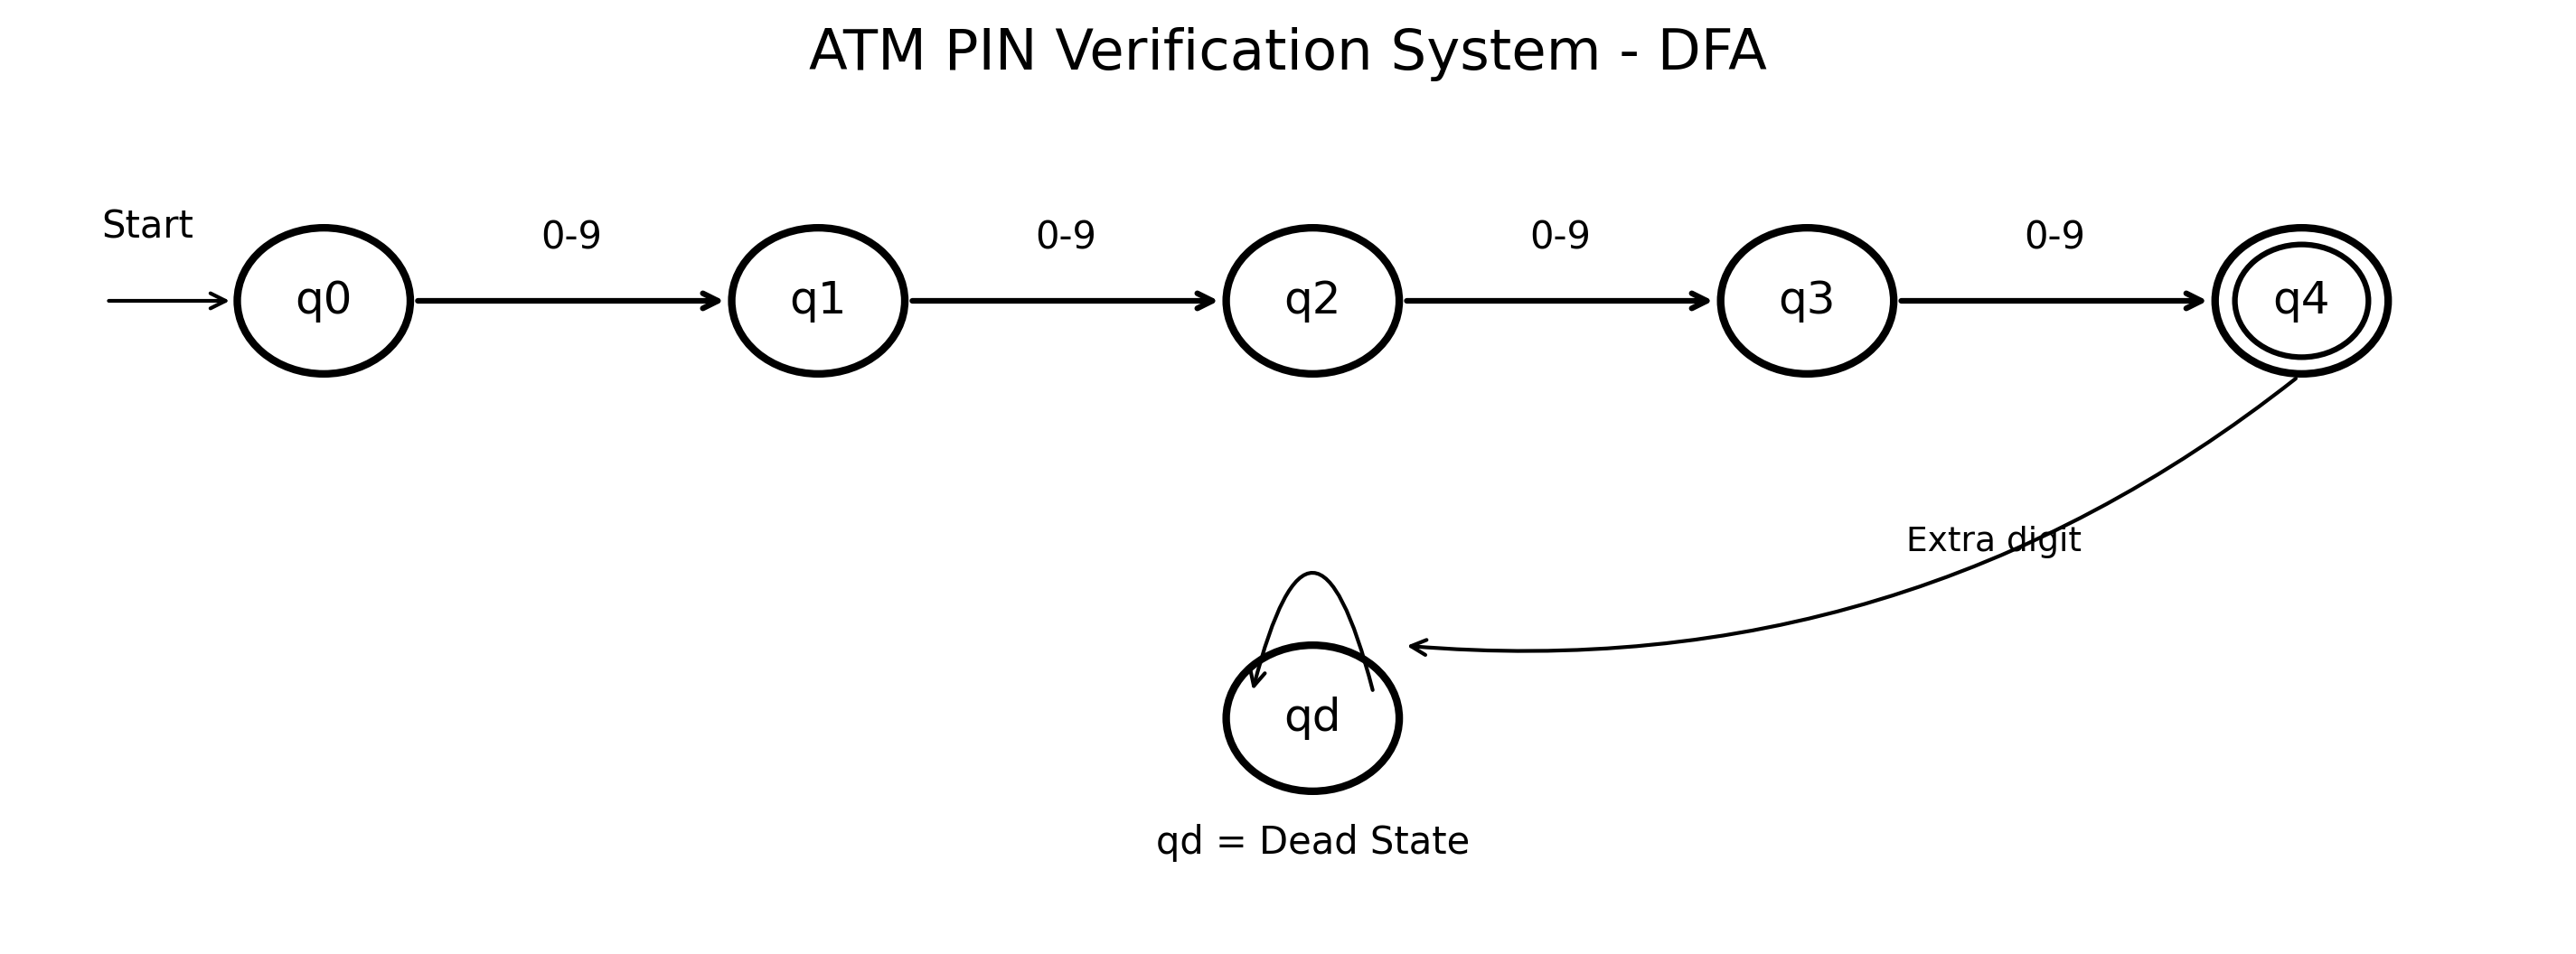 ATM PIN Verification System - DFA
Start
0-9
0-9
0-9
0-9
q0
q1
q2
q3
q4
Extra digit
qd
qd = Dead State